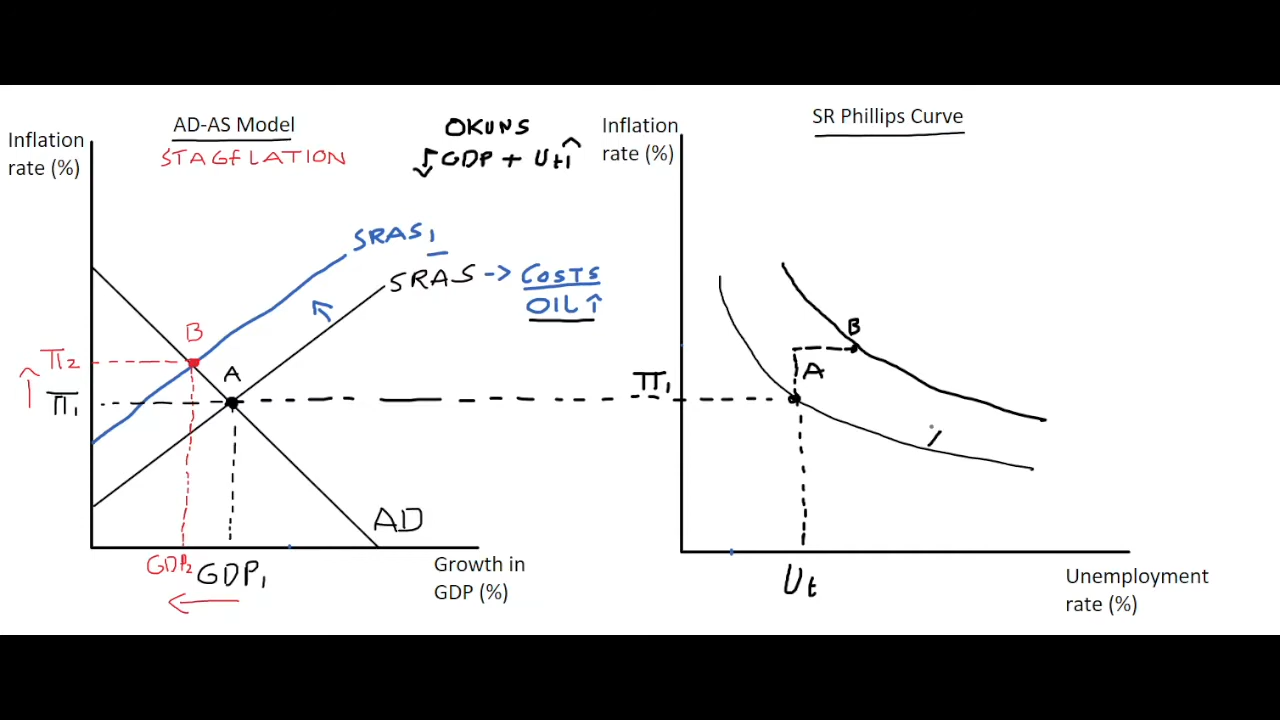 AD-AS Model
STAGFLATION
Inflation
rate (%)
OKUNS
↓GDP + Ut↑
SRAS1
SRAS -> COSTS
OIL ↑
B
A
π2
π1
AD
GDP2
GDP1
Growth in
GDP (%)
SR Phillips Curve
Inflation
rate (%)
B
A
π1
Ut
Unemployment
rate (%)